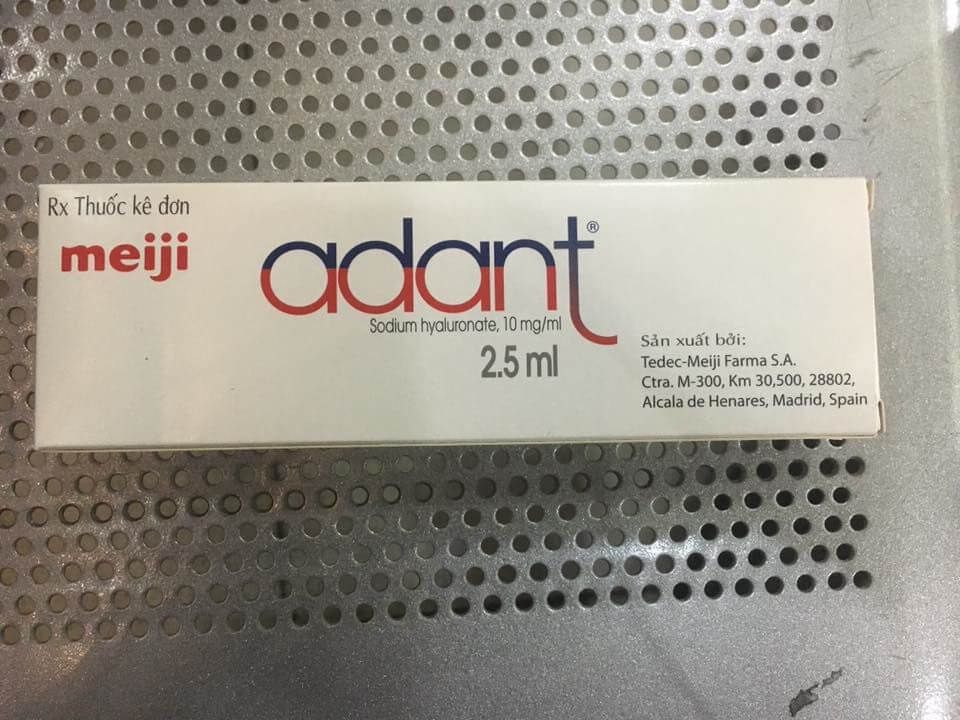 Rx Thuốc kê đơn
meiji
adant®
Sodium hyaluronate, 10 mg/ml
2.5 ml
Sản xuất bởi:
Tedec-Meiji Farma S.A.
Ctra. M-300, Km 30,500, 28802,
Alcala de Henares, Madrid, Spain